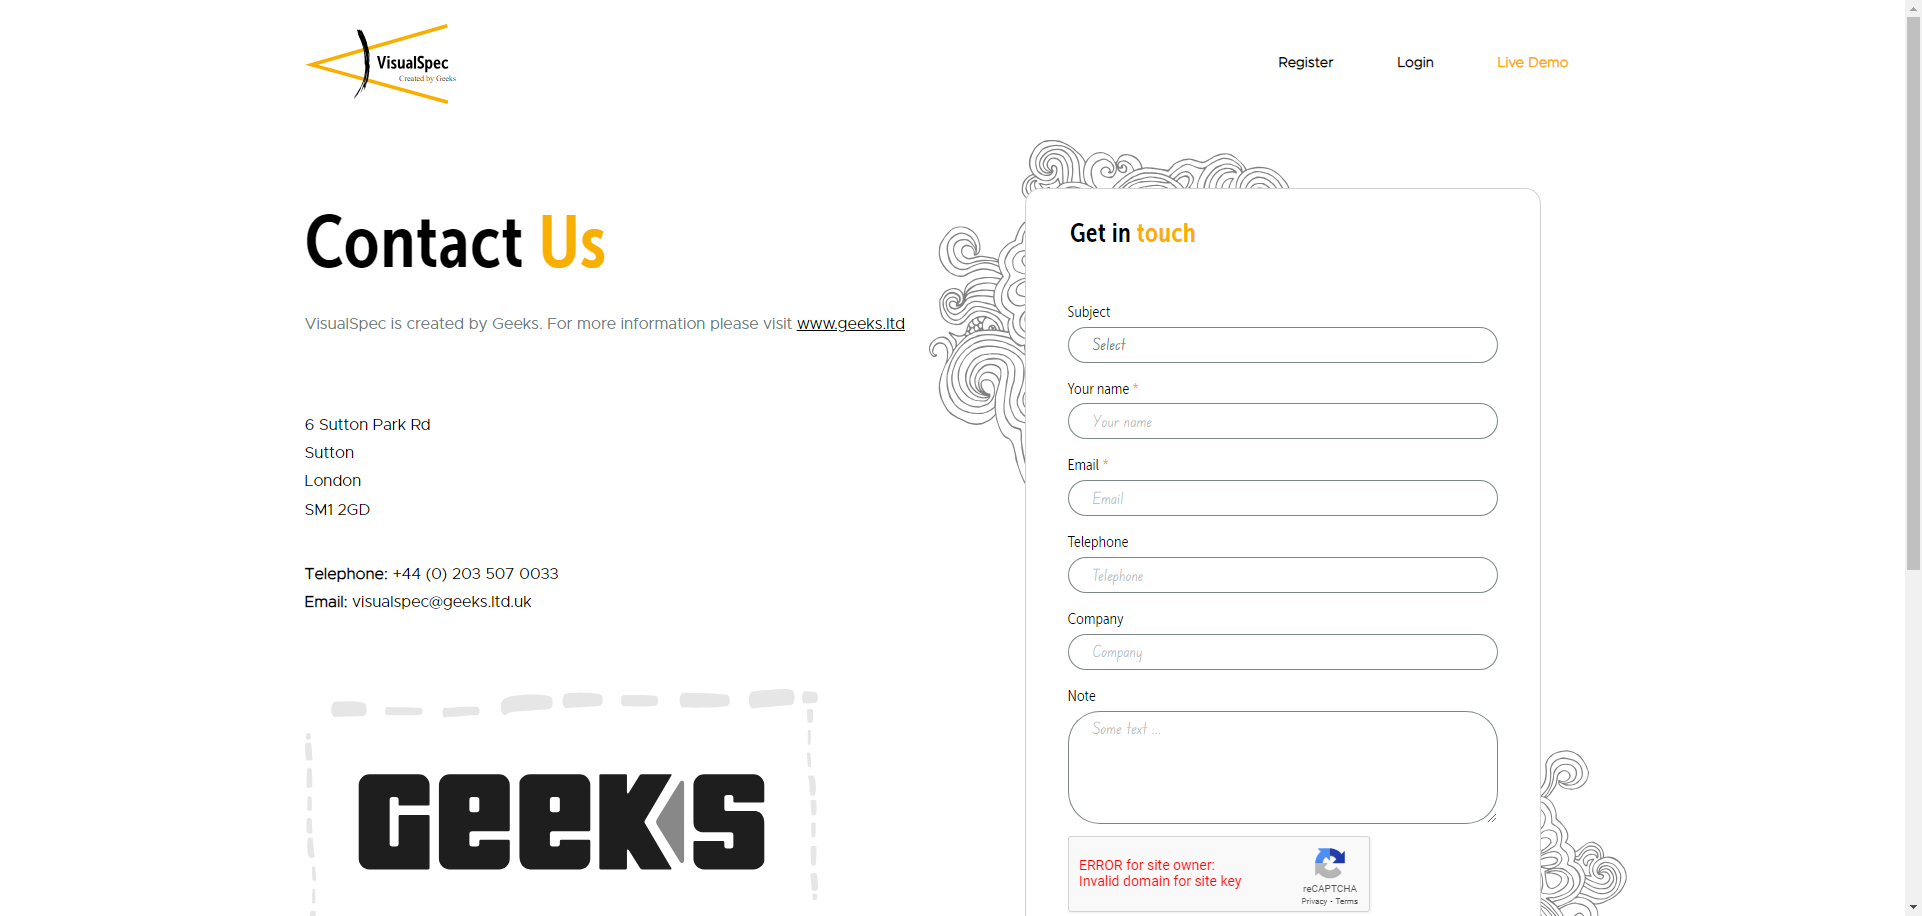 VisualSpec
Created by Geeks
Register
Login
Live Demo
Contact Us
VisualSpec is created by Geeks. For more information please visit www.geeks.ltd
6 Sutton Park Rd
Sutton
London
SM1 2GD
Telephone: +44 (0) 203 507 0033
Email: visualspec@geeks.ltd.uk
GEEKS
Get in touch
Subject
Select
Your name *
Your name
Email *
Email
Telephone
Telephone
Company
Company
Note
Some text ...
ERROR for site owner:
Invalid domain for site key
reCAPTCHA
Privacy - Terms